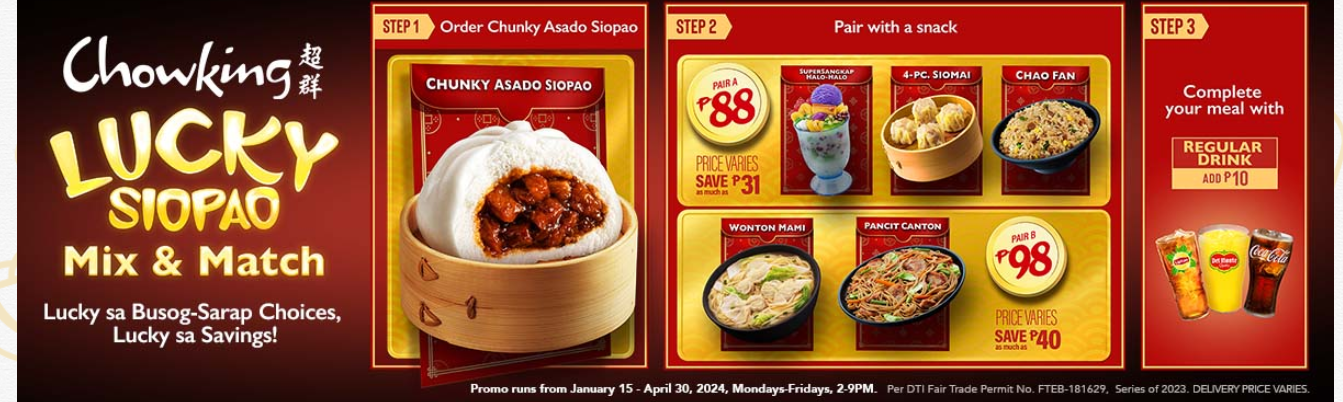 Chowking 超群
LUCKY
SIOPAO
Mix & Match
Lucky sa Busog-Sarap Choices,
Lucky sa Savings!
STEP 1 Order Chunky Asado Siopao
CHUNKY ASADO SIOPAO
STEP 2 Pair with a snack
PAIR A
₱88
PRICE VARIES
SAVE ₱31
as much as
SUPERSANGKAP
HALO-HALO
4-PC. SIOMAI
CHAO FAN
WONTON MAMI
PANCIT CANTON
PAIR B
₱98
PRICE VARIES
SAVE ₱40
as much as
STEP 3
Complete
your meal with
REGULAR
DRINK
ADD ₱10
Lipton
Del Monte
Coca-Cola
Promo runs from January 15 - April 30, 2024, Mondays-Fridays, 2-9PM. Per DTI Fair Trade Permit No. FTEB-181629, Series of 2023. DELIVERY PRICE VARIES.